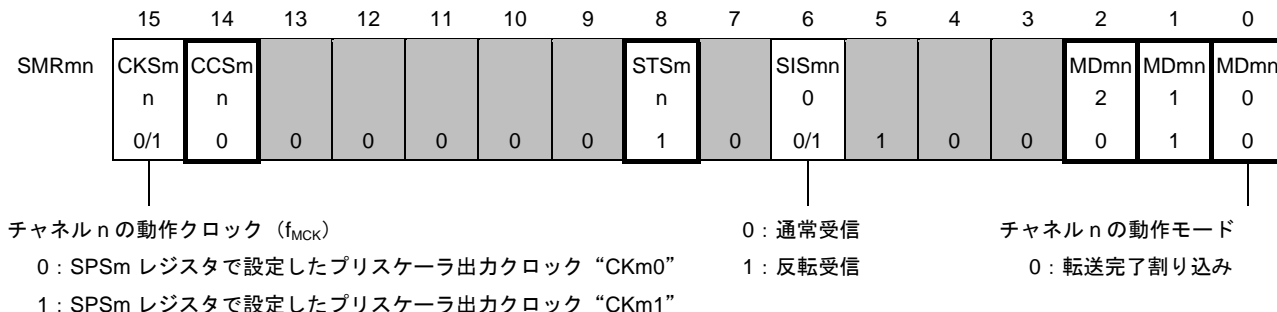 15 14 13 12 11 10 9 8 7 6 5 4 3 2 1 0
SMRmn CKSm CCSm STSm SISmn MDmn MDmn MDmn
n n n 0 2 1 0
0/1 0 0 0 0 0 0 1 0 0/1 1 0 0 0 1 0
チャネル n の動作クロック（fMCK）
0：SPSm レジスタで設定したプリスケーラ出力クロック“CKm0”
1：SPSm レジスタで設定したプリスケーラ出力クロック“CKm1”
0：通常受信
1：反転受信
チャネル n の動作モード
0：転送完了割り込み